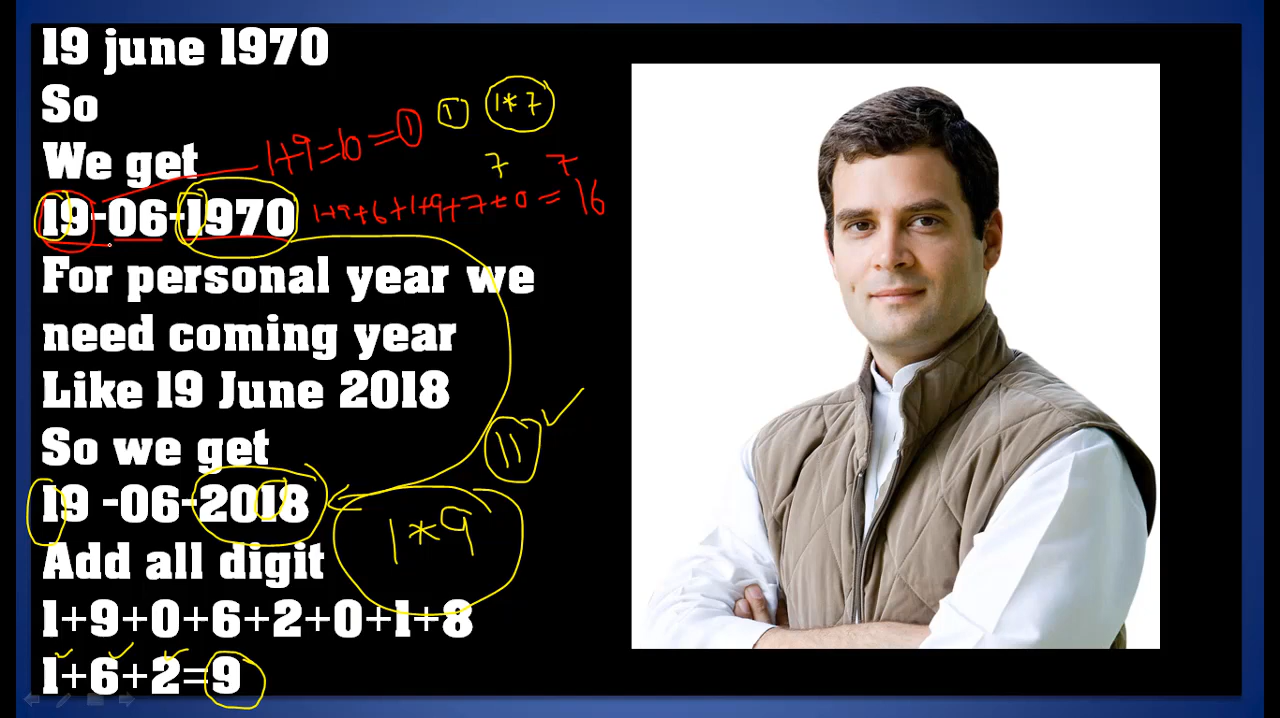 19 june 1970
So
1 1*7
We get
1+9=10=1
7 7
19-06-1970
1+9+6+1+9+7+0=16
For personal year we
need coming year
Like 19 June 2018
So we get
11
19 -06-2018
1*9
Add all digit
1+9+0+6+2+0+1+8
1+6+2=9